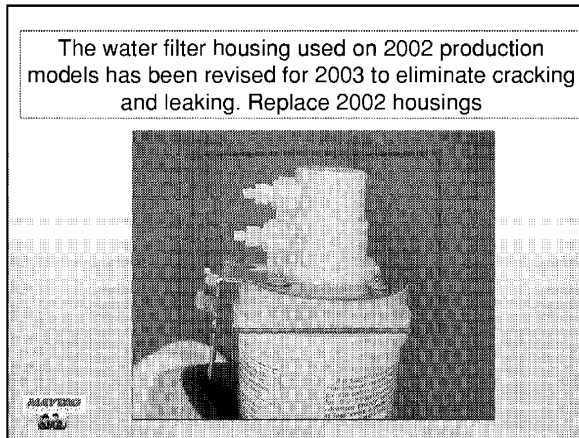 The water filter housing used on 2002 production
models has been revised for 2003 to eliminate cracking
and leaking. Replace 2002 housings
MAYTAG